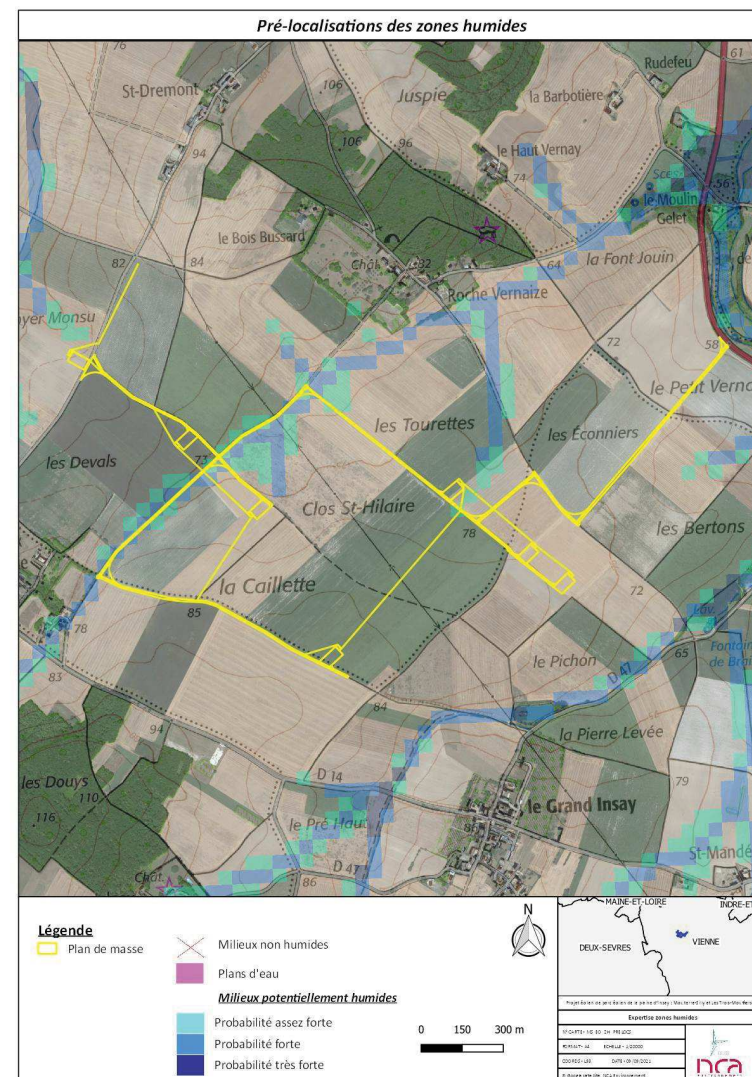 Pré-localisations des zones humides
76
61
St-Dremont
106
Juspie
Rudefeu
la Barbotière
106
96
le Haut Vernay
94
74
56
le Moulin
Gelet
le Bois Bussard
Chât.
82
84
82
64
la Font Jouin
Roche Vernaize
58
72
les Tourettes
les Éconniers
les Devals
73
Clos St-Hilaire
78
les Bertons
la Caillette
72
85
78
le Pichon
65
83
84
D 47
94
la Pierre Levée
les Douys
110
D 14
79
116
le Grand Insay
le Pré Haut
86
D 47
86
Chât.
Légende
Plan de masse
Milieux non humides
Plans d'eau
Milieux potentiellement humides
Probabilité assez forte
Probabilité forte
Probabilité très forte
N
0 150 300 m
MAINE-ET-LOIRE
DEUX-SEVRES
VIENNE
Expertise zones humides
nca